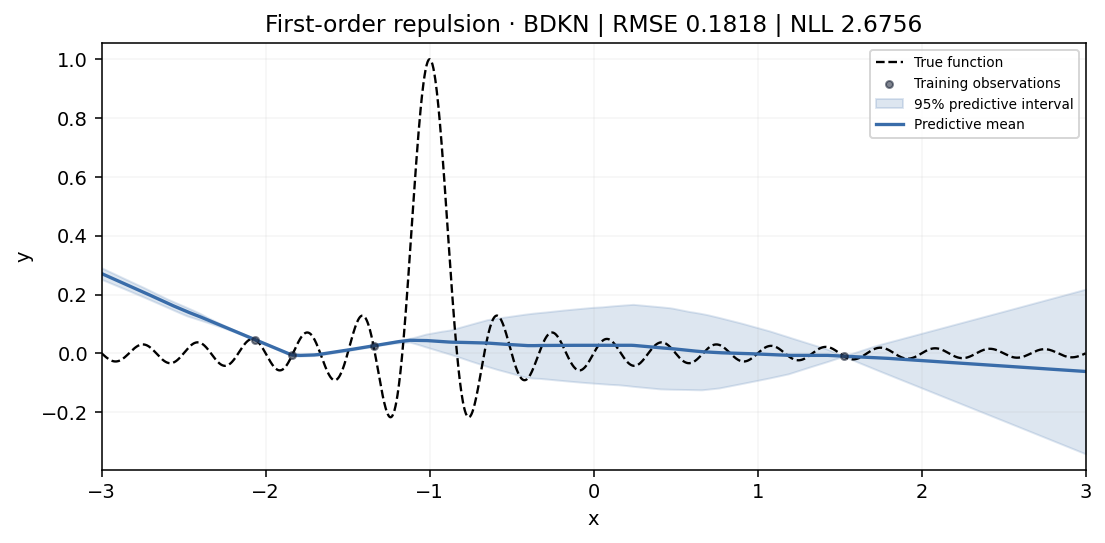 First-order repulsion · BDKN | RMSE 0.1818 | NLL 2.6756
True function
Training observations
95% predictive interval
Predictive mean
y
1.0
0.8
0.6
0.4
0.2
0.0
−0.2
−3
−2
−1
0
1
2
3
x